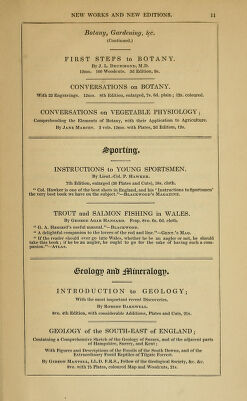 NEW WORKS AND NEW EDITIONS. 11
Botany, Gardening, &c.
(Continued.)
FIRST STEPS to BOTANY.
By J. L. DRUMMOND, M.D.
12mo. 100 Woodcuts. 3d Edition, 9s.
CONVERSATIONS on BOTANY.
With 22 Engravings. 12mo. 8th Edition, enlarged, 7s. 6d. plain; 12s. coloured.
CONVERSATIONS on VEGETABLE PHYSIOLOGY;
Comprehending the Elements of Botany, with their Application to Agriculture.
By JANE MARCET. 2 vols. 12mo. with Plates, 2d Edition, 12s.
Sporting.
INSTRUCTIONS to YOUNG SPORTSMEN.
By Lieut.-Col. P. HAWKER.
7th Edition, enlarged (30 Plates and Cuts), 18s. cloth.
"Col. Hawker is one of the best shots in England, and his "Instructions to Sportsmen"
the very best book we have on the subject."—BLACKWOOD'S MAGAZINE.
TROUT and SALMON FISHING in WALES.
By GEORGE AGAR HANSARD. Fcap. 8vo. 6s. 6d. cloth.
"G. A. Hansard's useful manual."—BLACKWOOD.
"A delightful companion to the lovers of the rod and line."—GENT.'S MAG.
"If the reader should ever go into Wales, whether he be an angler or not, he should
take this book; if he be an angler, he ought to go for the sake of having such a com-
panion."—ATLAS.
Geology and Mineralogy.
INTRODUCTION to GEOLOGY;
With the most important recent Discoveries.
By ROBERT BAKEWELL.
8vo. 4th Edition, with considerable Additions, Plates and Cuts, 21s.
GEOLOGY of the SOUTH-EAST of ENGLAND;
Containing a Comprehensive Sketch of the Geology of Sussex, and of the adjacent parts
of Hampshire, Surrey, and Kent;
With Figures and Descriptions of the Fossils of the South Downs, and of the
Extraordinary Fossil Reptiles of Tilgate Forest.
By GIDEON MANTELL, LL.D. F.R.S., Fellow of the Geological Society, &c. &c.
8vo. with 75 Plates, coloured Map and Woodcuts, 21s.